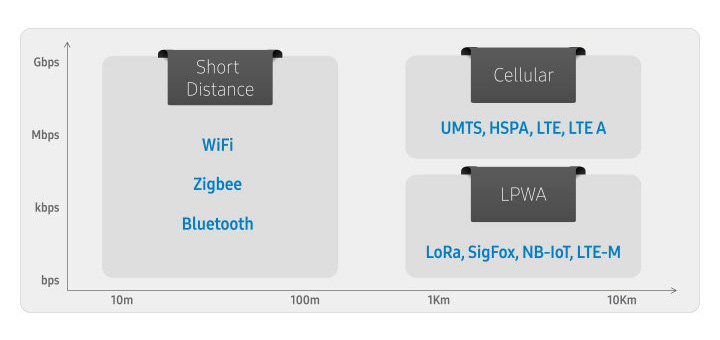 Gbps
Mbps
kbps
bps
Short
Distance
WiFi
Zigbee
Bluetooth
Cellular
UMTS, HSPA, LTE, LTE A
LPWA
LoRa, SigFox, NB-IoT, LTE-M
10m
100m
1Km
10Km